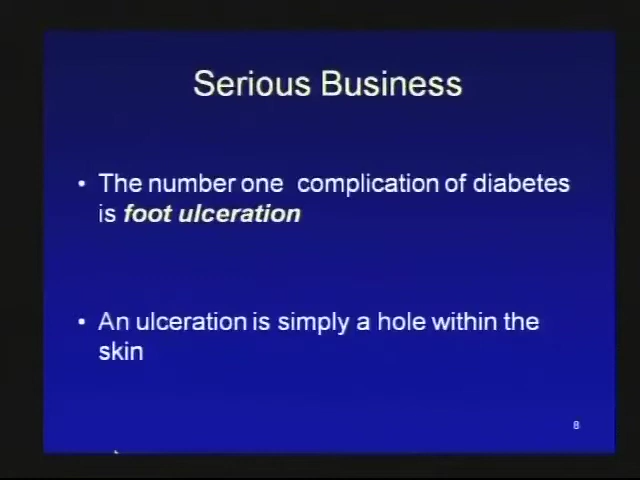 Serious Business
• The number one complication of diabetes
is foot ulceration
• An ulceration is simply a hole within the
skin
8